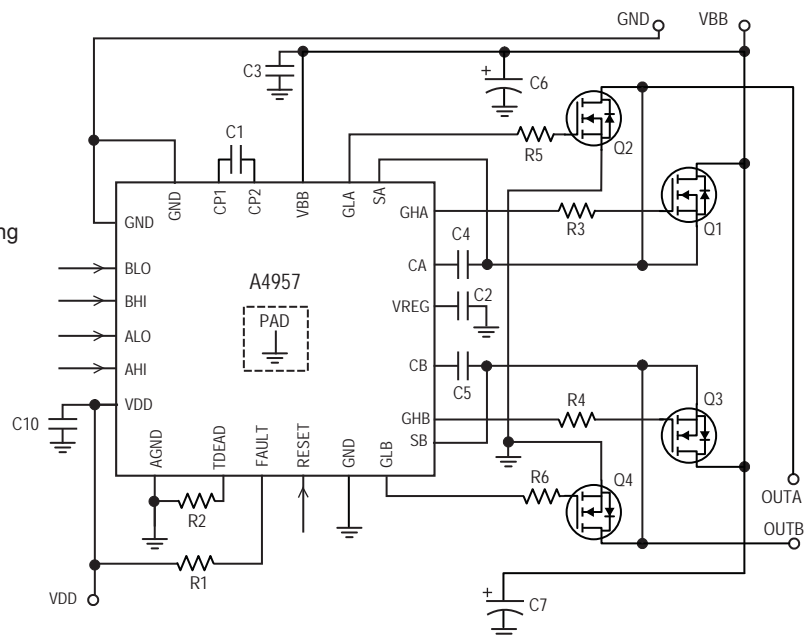 GND
VBB
C3
C6
C1
R5
Q2
GND
CP1
CP2
VBB
GLA
SA
GND
GHA
R3
Q1
ng
C4
BLO
CA
A4957
BHI
VREG
C2
PAD
ALO
AHI
CB
C5
Q3
VDD
R4
GHB
C10
SB
AGND
TDEAD
FAULT
RESET
GND
GLB
R6
Q4
OUTA
R2
OUTB
R1
VDD
C7
+
+